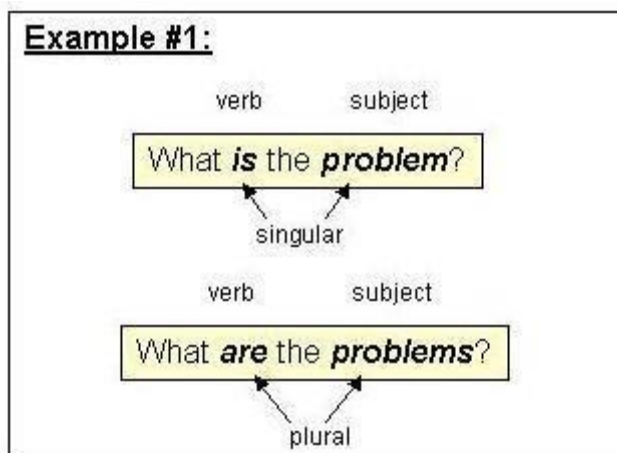 Example #1:
verb subject
What is the problem?
singular
verb subject
What are the problems?
plural